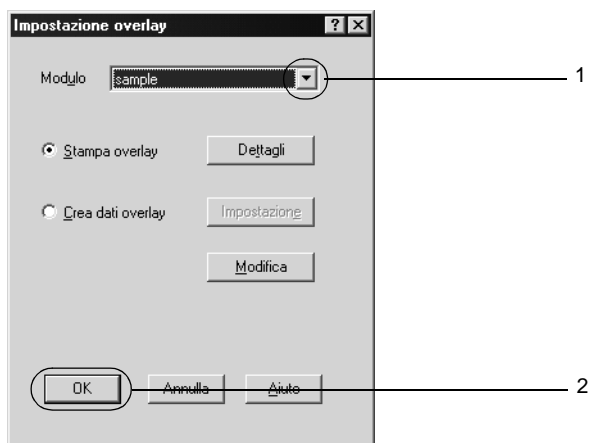 Impostazione overlay
Modulo sample
1
Stampa overlay Dettagli
Crea dati overlay Impostazione
Modifica
OK Annulla Aiuto
2